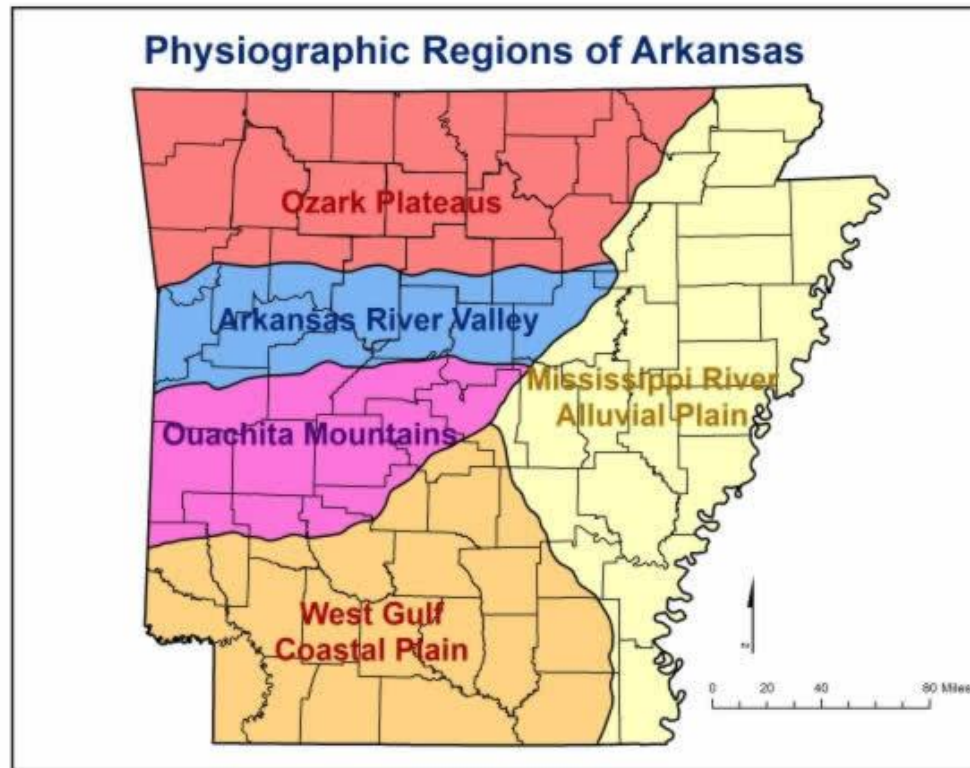 Physiographic Regions of Arkansas
Ozark Plateaus
Arkansas River Valley
Mississippi River
Alluvial Plain
Ouachita Mountains
West Gulf
Coastal Plain
N
0 20 40 80 Miles